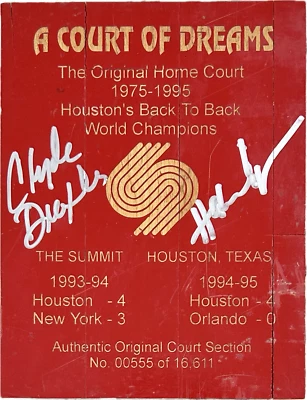 A COURT OF DREAMS
The Original Home Court
1975-1995
Houston's Back To Back
World Champions
Clyde
Drexler
THE SUMMIT HOUSTON, TEXAS
1993-94 1994-95
Houston - 4 Houston - 4
New York - 3 Orlando - 0
Authentic Original Court Section
No. 00555 of 16,611